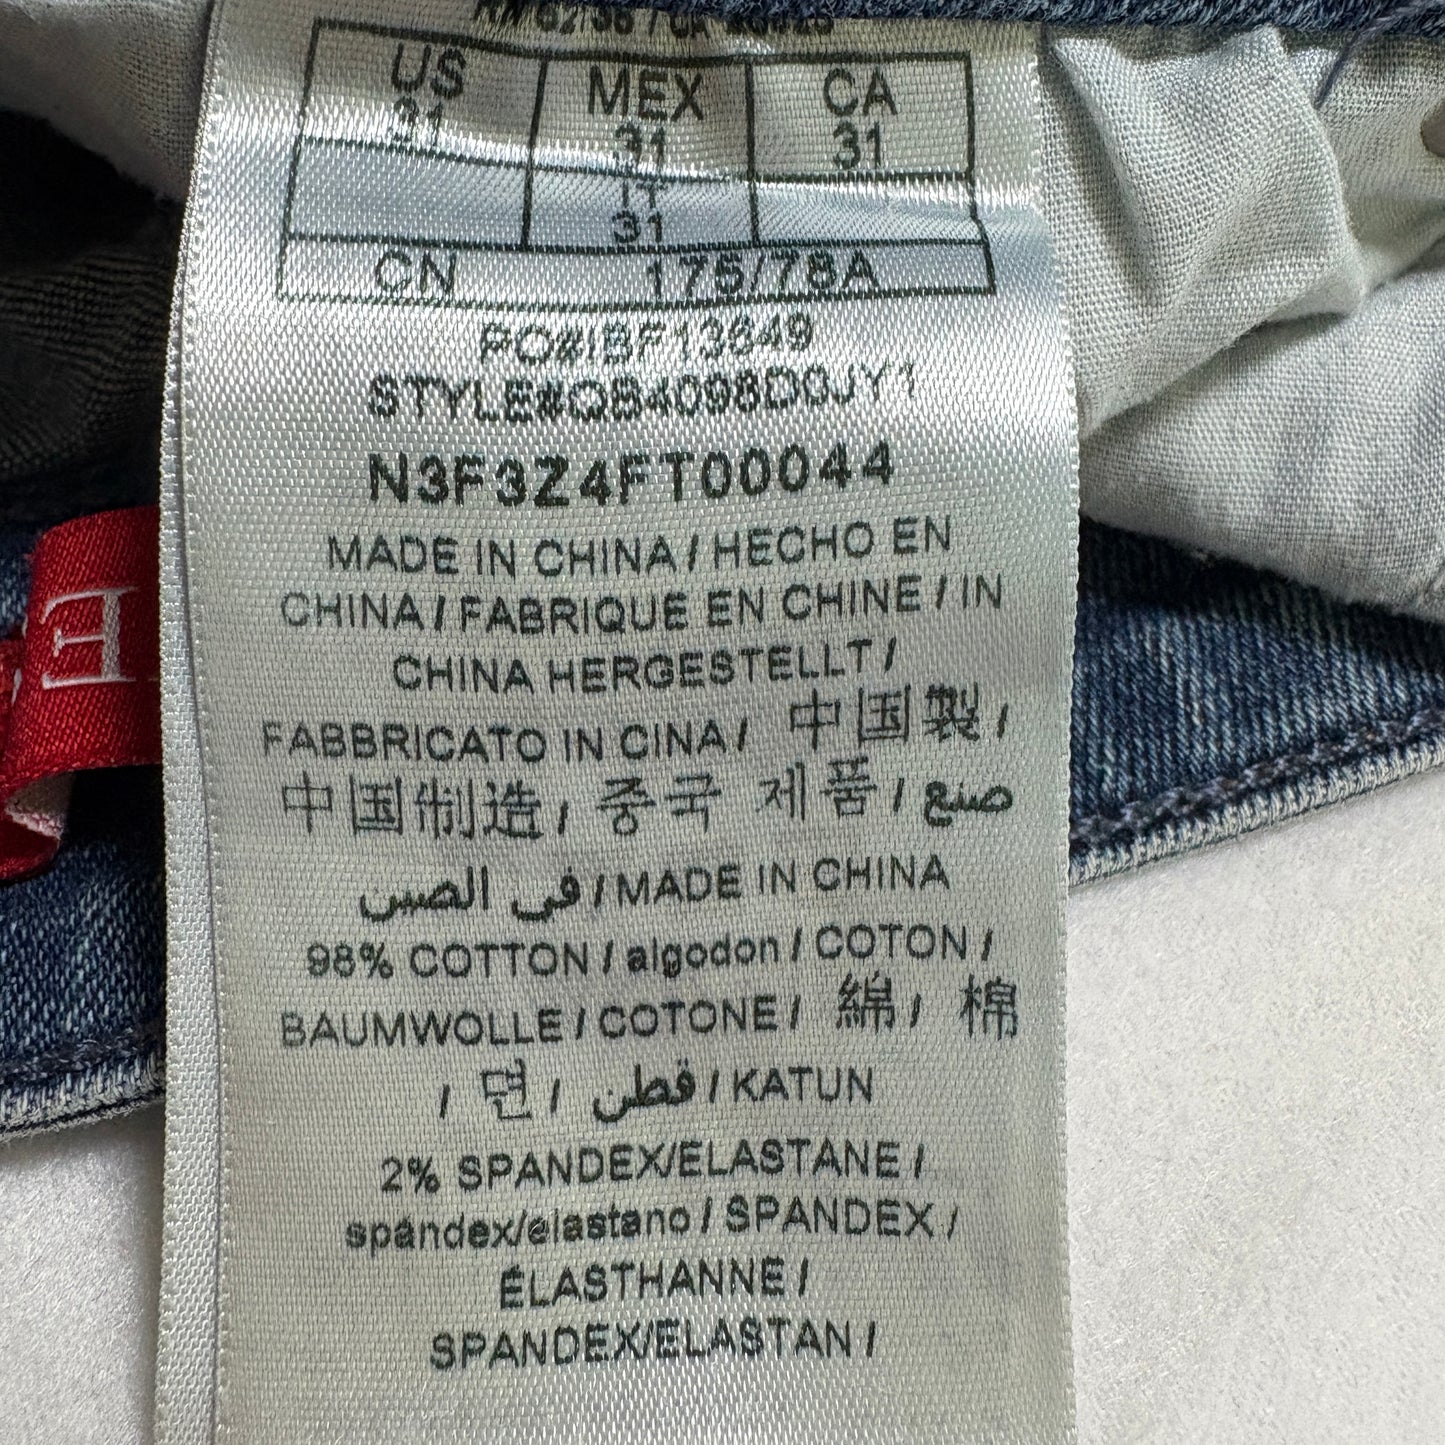 US MEX CA
31 31 31
IT
31
CN 175/78A
PO#IBF13649
STYLE#QB4098D0JY1
N3F3Z4FT00044
MADE IN CHINA / HECHO EN
CHINA / FABRIQUE EN CHINE / IN
CHINA HERGESTELLT /
FABBRICATO IN CINA / 中国製 /
中国制造 / 중국 제품 / صنع
في الصين / MADE IN CHINA
98% COTTON / algodon / COTON /
BAUMWOLLE / COTONE / 綿 / 棉
/ 면 / قطن / KATUN
2% SPANDEX/ELASTANE /
spandex/elastano / SPANDEX /
ÉLASTHANNE /
SPANDEX/ELASTAN /